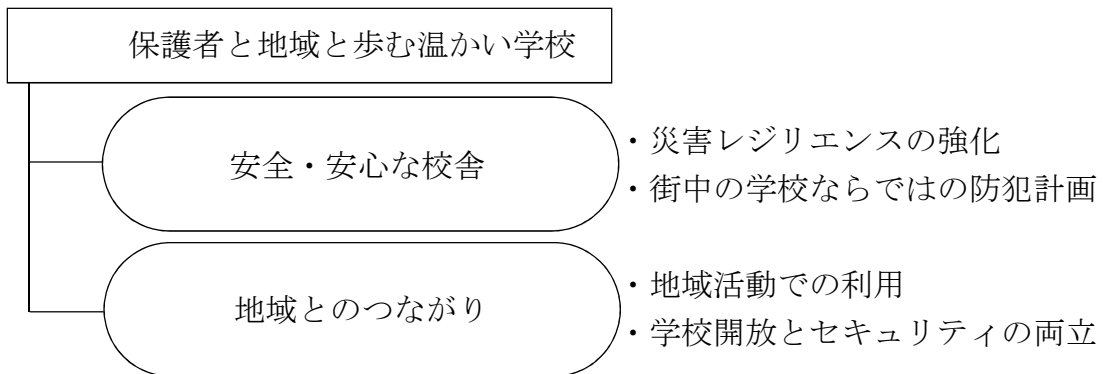 保護者と地域と歩む温かい学校
安全・安心な校舎
・災害レジリエンスの強化
・街中の学校ならではの防犯計画
地域とのつながり
・地域活動での利用
・学校開放とセキュリティの両立